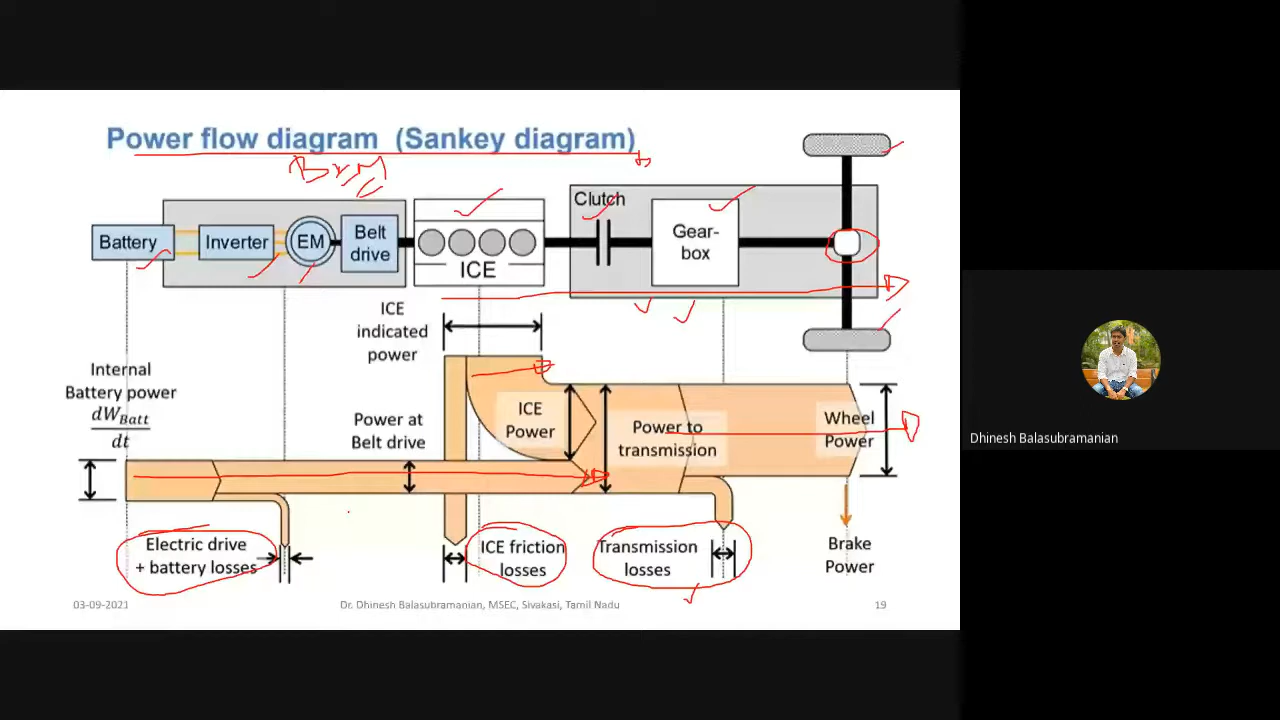 Power flow diagram (Sankey diagram)
Clutch
Battery
Inverter
EM
Belt
drive
ICE
Gear-
box
ICE
indicated
power
Internal
Battery power
dW_Batt
dt
Power at
Belt drive
ICE
Power
Power to
transmission
Wheel
Power
Electric drive
+ battery losses
ICE friction
losses
Transmission
losses
Brake
Power
03-09-2021
Dr. Dhinesh Balasubramanian, MSEC, Sivakasi, Tamil Nadu
19
Dhinesh Balasubramanian